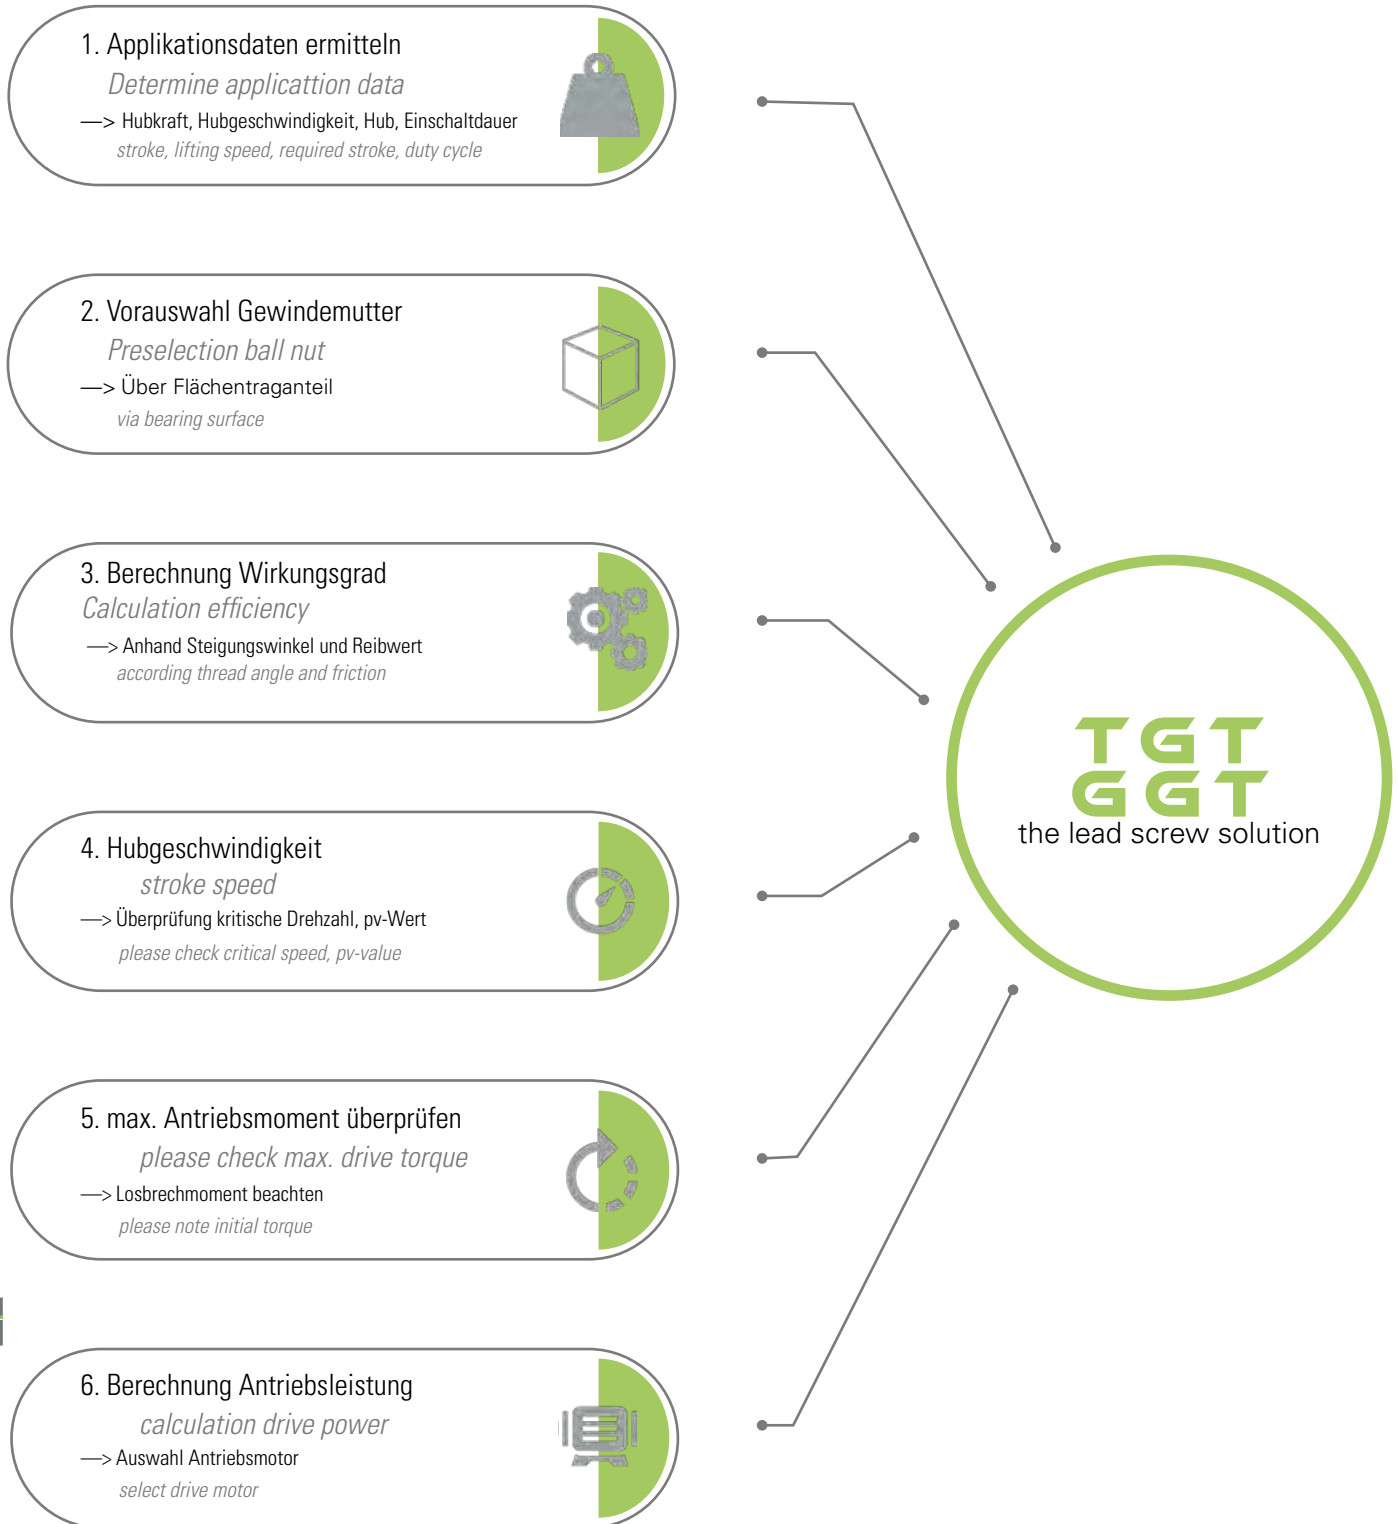 1. Applikationsdaten ermitteln
Determine applicattion data
—> Hubkraft, Hubgeschwindigkeit, Hub, Einschaltdauer
stroke, lifting speed, required stroke, duty cycle
2. Vorauswahl Gewindemutter
Preselection ball nut
—> Über Flächentraganteil
via bearing surface
3. Berechnung Wirkungsgrad
Calculation efficiency
—> Anhand Steigungswinkel und Reibwert
according thread angle and friction
4. Hubgeschwindigkeit
stroke speed
—> Überprüfung kritische Drehzahl, pv-Wert
please check critical speed, pv-value
5. max. Antriebsmoment überprüfen
please check max. drive torque
—> Losbrechmoment beachten
please note initial torque
6. Berechnung Antriebsleistung
calculation drive power
—> Auswahl Antriebsmotor
select drive motor
TGT
GGT
the lead screw solution